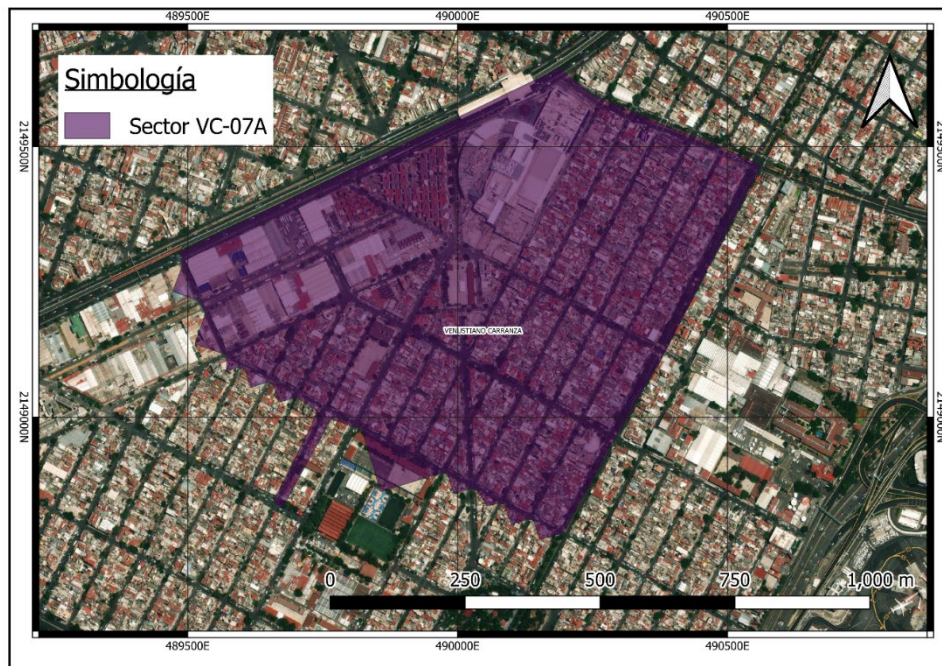 489500E 490000E 490500E
Simbología
Sector VC-07A
2149500N 2149500N
VENUSTIANO CARRANZA
2149000N 2149000N
0 250 500 750 1,000 m
489500E 490000E 490500E